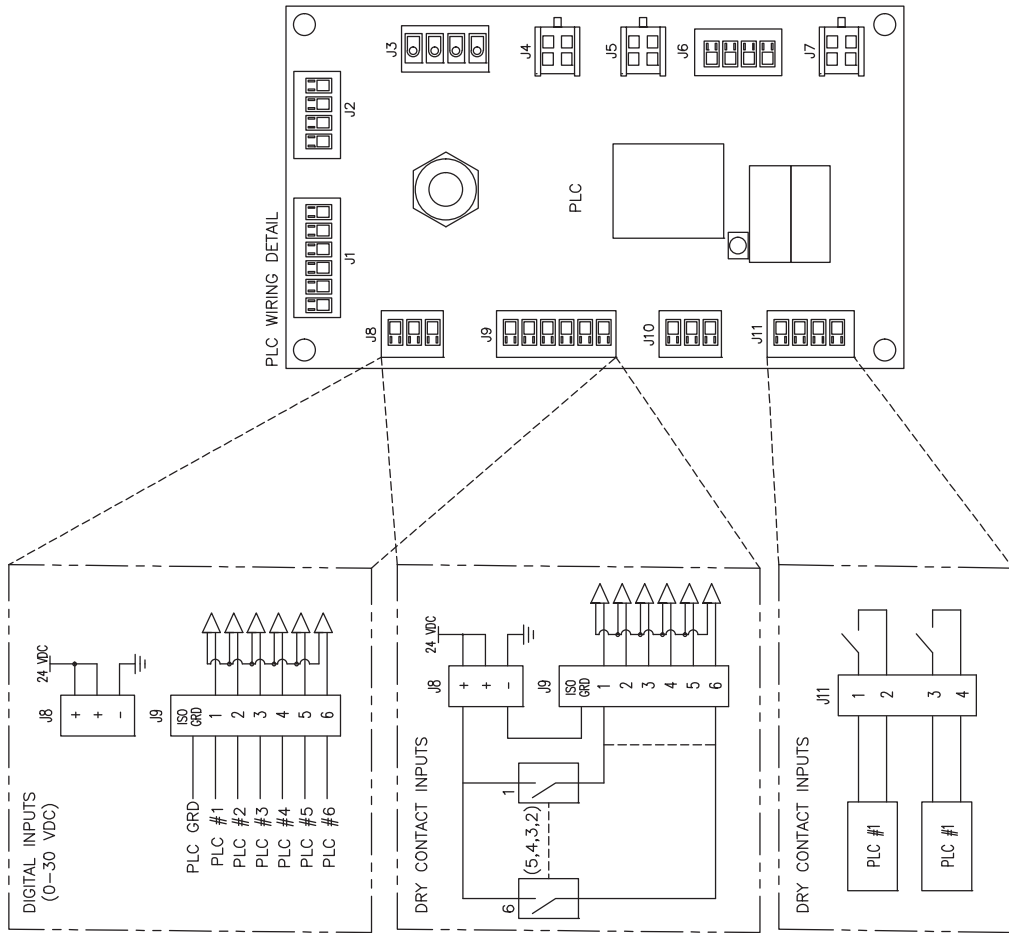 PLC WIRING DETAIL
J1
J2
J3
J4
J5
J6
J7
PLC
J8
J9
J10
J11
DIGITAL INPUTS
(0-30 VDC)
24 VDC
J8
+
+
-
J9
ISO
GRD
1
2
3
4
5
6
PLC GRD
PLC #1
PLC #2
PLC #3
PLC #4
PLC #5
PLC #6
DRY CONTACT INPUTS
24 VDC
J8
+
+
-
J9
ISO
GRD
1
2
3
4
5
6
1
(5,4,3,2)
6
DRY CONTACT INPUTS
J11
1
2
3
4
PLC #1
PLC #1